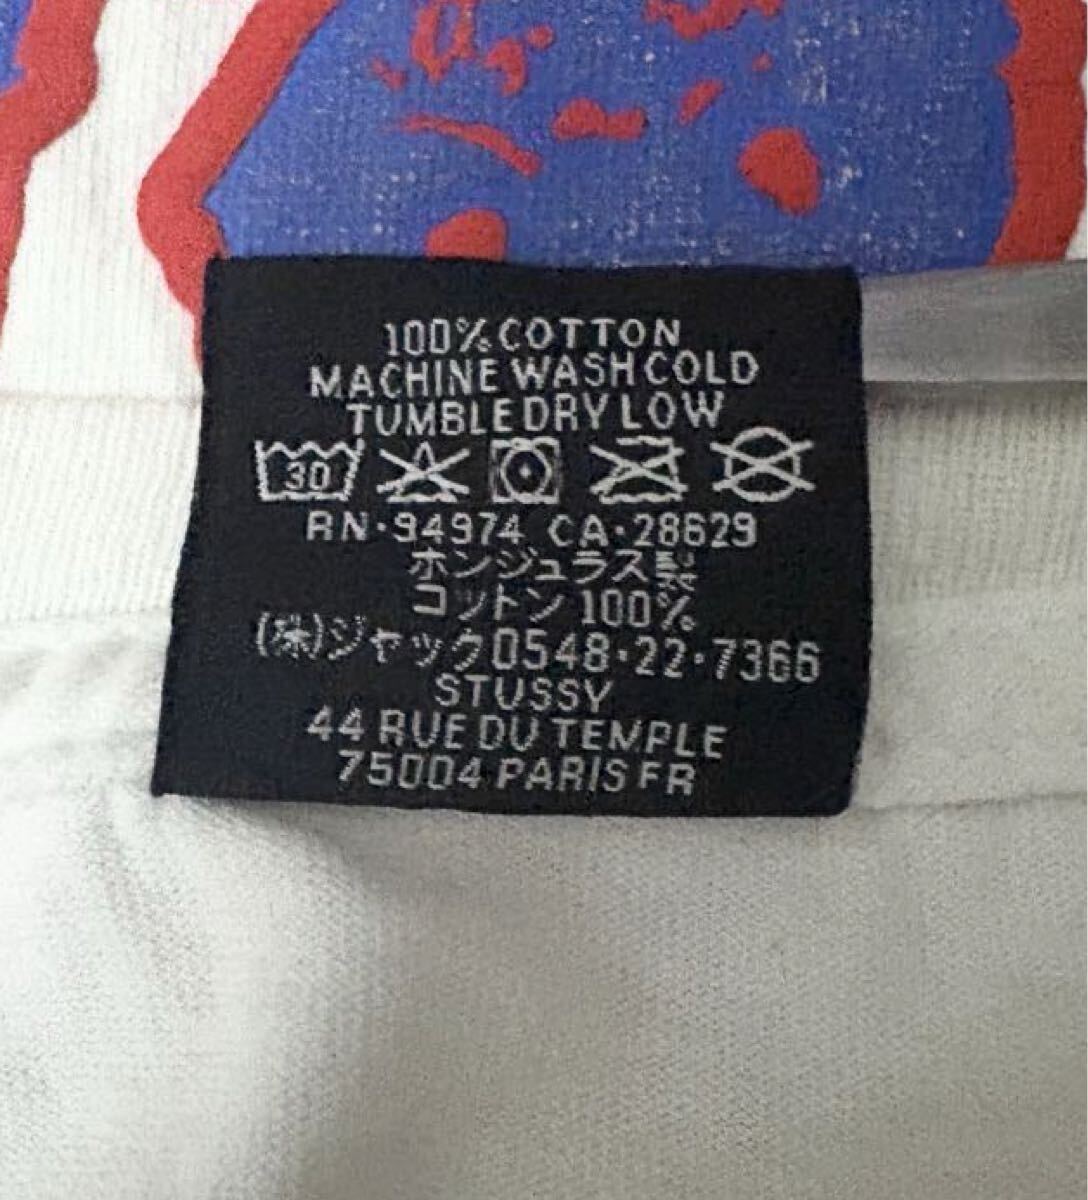 100% COTTON
MACHINE WASH COLD
TUMBLE DRY LOW
30
RN·94974 CA·28629
ホンジュラス製
コットン 100%
(株)ジャック0548·22·7366
STUSSY
44 RUE DU TEMPLE
75004 PARIS FR